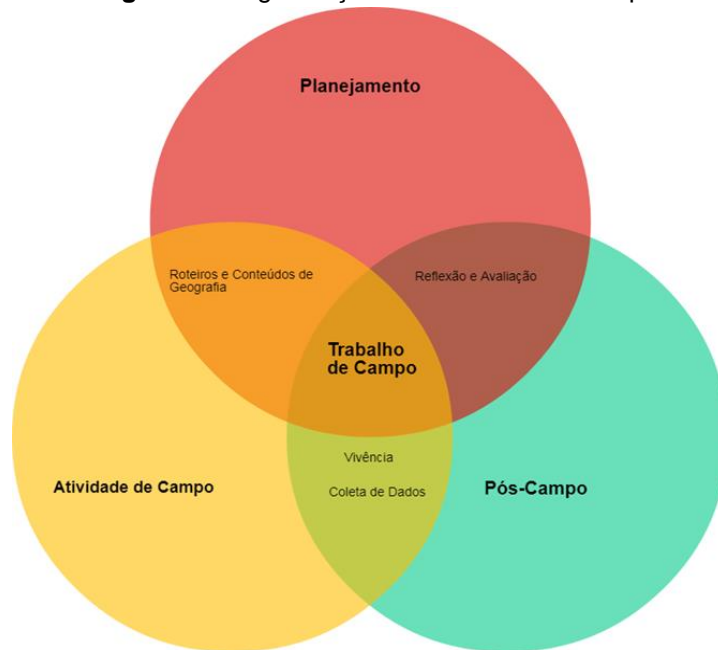 Planejamento
Roteiros e Conteúdos de
Geografia
Reflexão e Avaliação
Trabalho
de Campo
Vivência
Coleta de Dados
Atividade de Campo
Pós-Campo